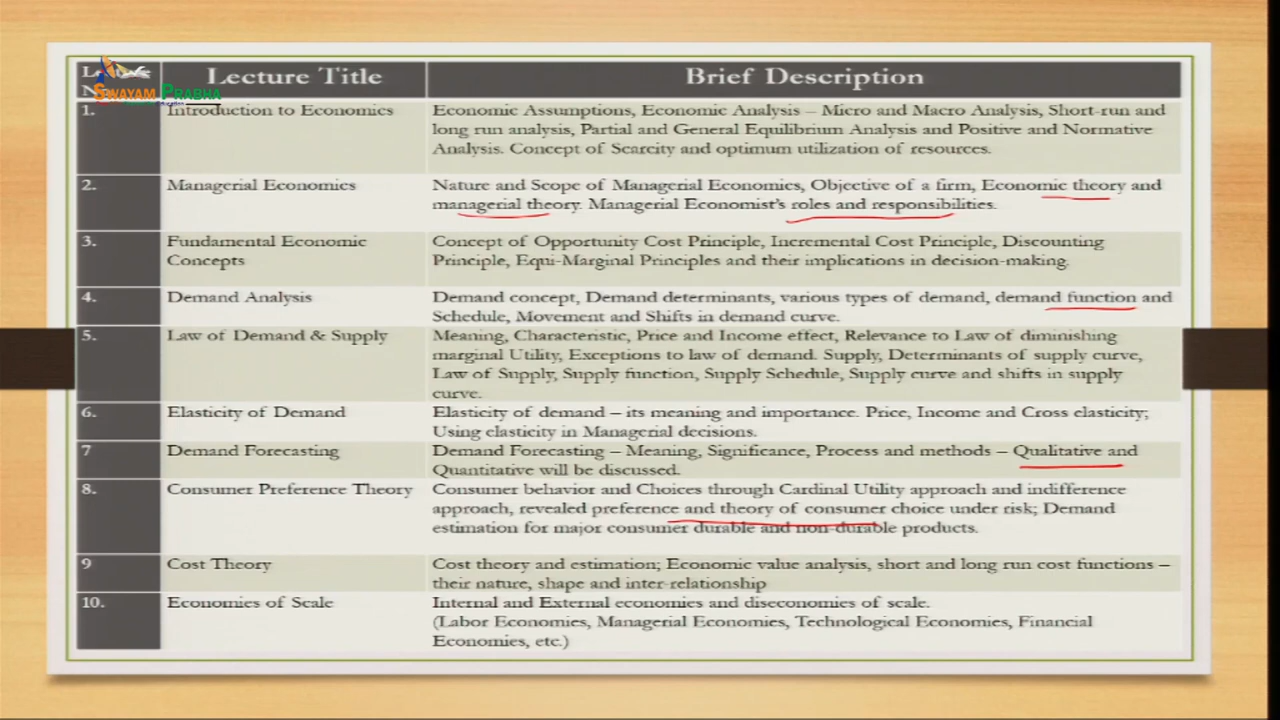 Lecture Title Brief Description
SWAYAM PRABHA
1. Introduction to Economics Economic Assumptions, Economic Analysis – Micro and Macro Analysis, Short-run and
long run analysis, Partial and General Equilibrium Analysis and Positive and Normative
Analysis. Concept of Scarcity and optimum utilization of resources.
2. Managerial Economics Nature and Scope of Managerial Economics, Objective of a firm, Economic theory and
managerial theory. Managerial Economist's roles and responsibilities.
3. Fundamental Economic Concept of Opportunity Cost Principle, Incremental Cost Principle, Discounting
Concepts Principle, Equi-Marginal Principles and their implications in decision-making.
4. Demand Analysis Demand concept, Demand determinants, various types of demand, demand function and
Schedule, Movement and Shifts in demand curve.
5. Law of Demand & Supply Meaning, Characteristic, Price and Income effect, Relevance to Law of diminishing
marginal Utility, Exceptions to law of demand. Supply, Determinants of supply curve,
Law of Supply, Supply function, Supply Schedule, Supply curve and shifts in supply
curve.
6. Elasticity of Demand Elasticity of demand – its meaning and importance. Price, Income and Cross elasticity;
Using elasticity in Managerial decisions.
7 Demand Forecasting Demand Forecasting – Meaning, Significance, Process and methods – Qualitative and
Quantitative will be discussed.
8. Consumer Preference Theory Consumer behavior and Choices through Cardinal Utility approach and indifference
approach, revealed preference and theory of consumer choice under risk; Demand
estimation for major consumer durable and non-durable products.
9 Cost Theory Cost theory and estimation; Economic value analysis, short and long run cost functions –
their nature, shape and inter-relationship
10. Economies of Scale Internal and External economies and diseconomies of scale.
(Labor Economies, Managerial Economies, Technological Economies, Financial
Economies, etc.)